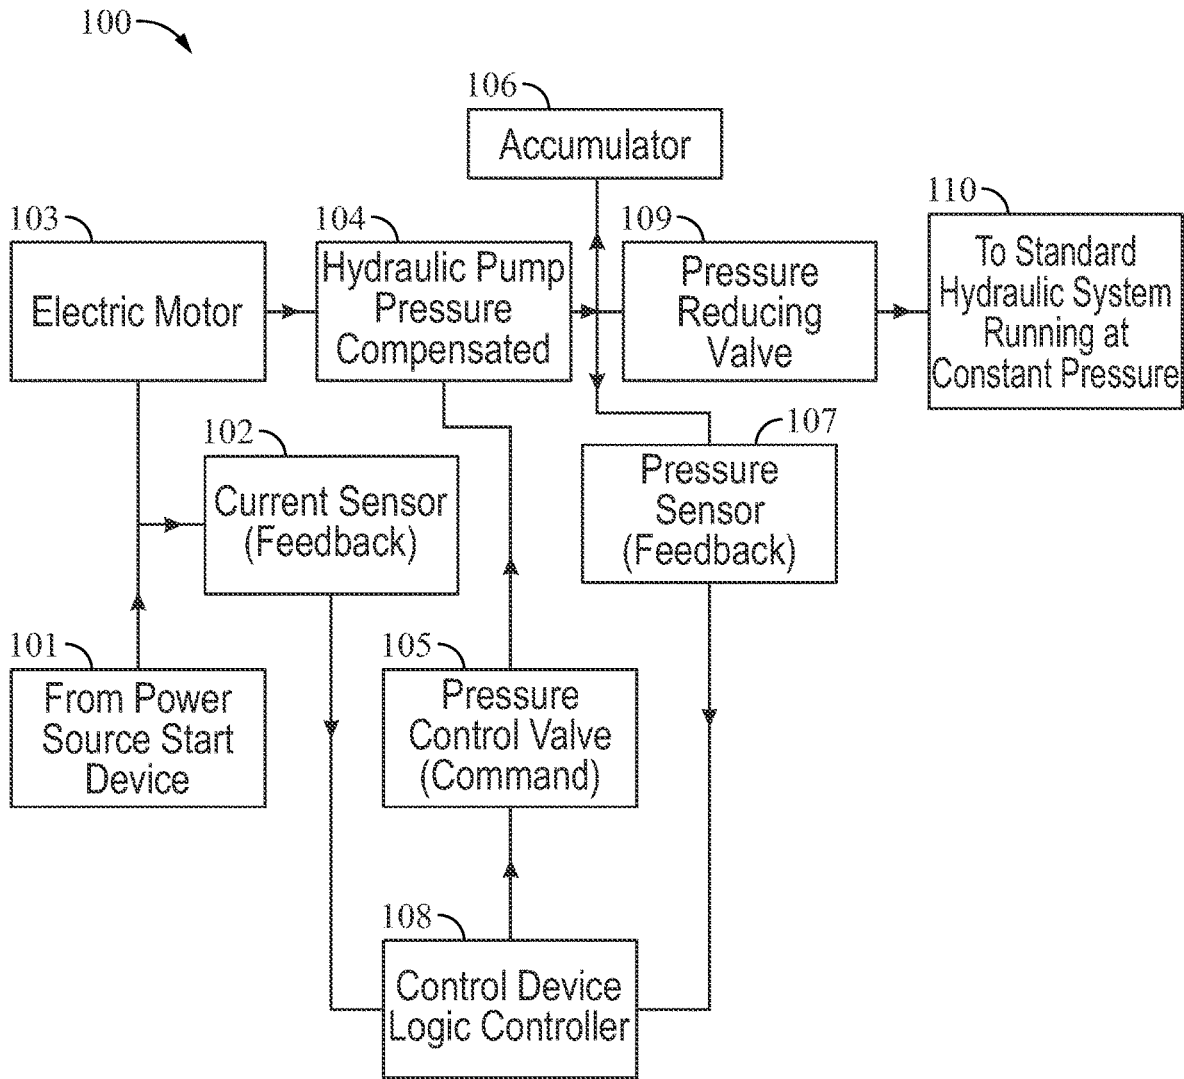 100
106
Accumulator
103
Electric Motor
104
Hydraulic Pump
Pressure
Compensated
109
Pressure
Reducing
Valve
110
To Standard
Hydraulic System
Running at
Constant Pressure
102
Current Sensor
(Feedback)
107
Pressure
Sensor
(Feedback)
101
From Power
Source Start
Device
105
Pressure
Control Valve
(Command)
108
Control Device
Logic Controller